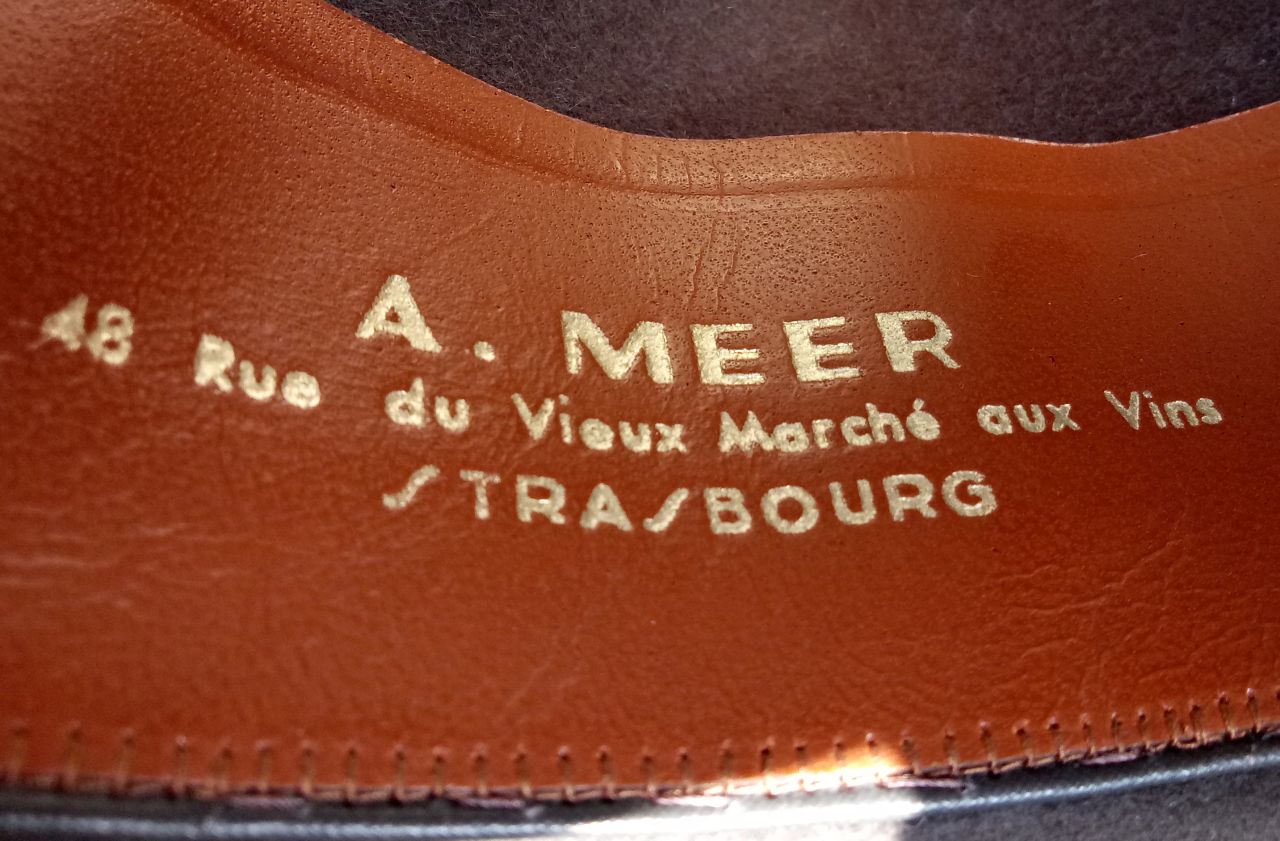 A. MEER
48 Rue du Vieux Marché aux Vins
STRASBOURG